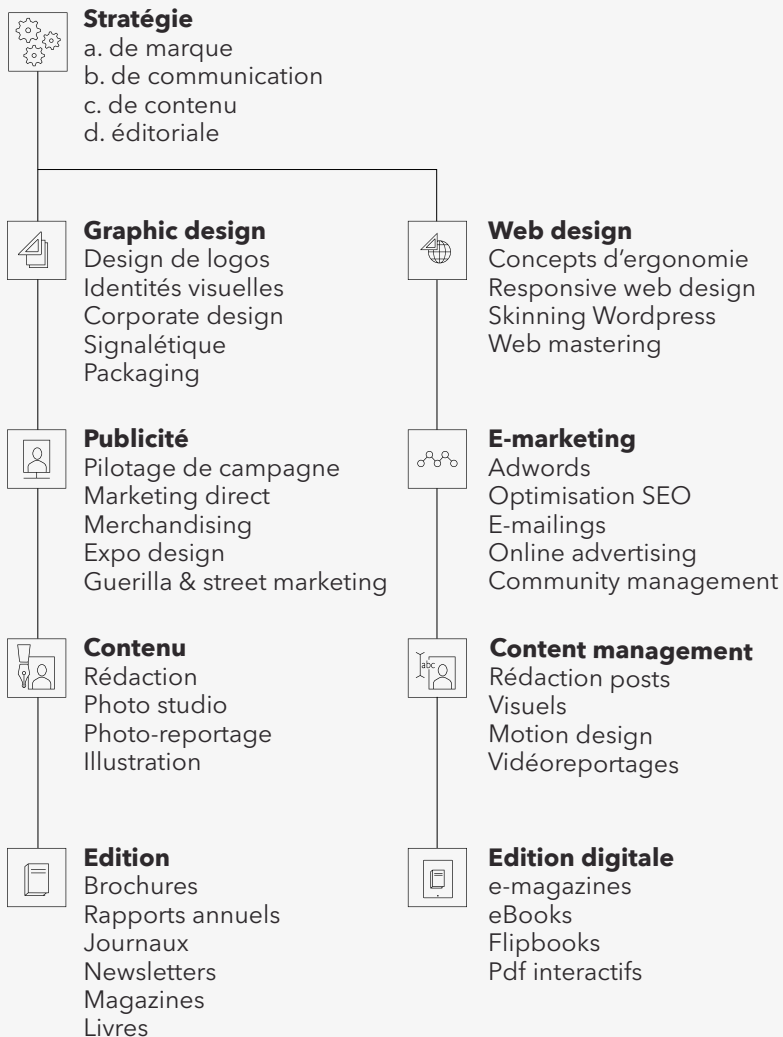 Stratégie
a. de marque
b. de communication
c. de contenu
d. éditoriale
Graphic design
Design de logos
Identités visuelles
Corporate design
Signalétique
Packaging
Web design
Concepts d'ergonomie
Responsive web design
Skinning Wordpress
Web mastering
Publicité
Pilotage de campagne
Marketing direct
Merchandising
Expo design
Guerilla & street marketing
E-marketing
Adwords
Optimisation SEO
E-mailings
Online advertising
Community management
Contenu
Rédaction
Photo studio
Photo-reportage
Illustration
abc
Content management
Rédaction posts
Visuels
Motion design
Vidéoreportages
Edition
Brochures
Rapports annuels
Journaux
Newsletters
Magazines
Livres
Edition digitale
e-magazines
eBooks
Flipbooks
Pdf interactifs